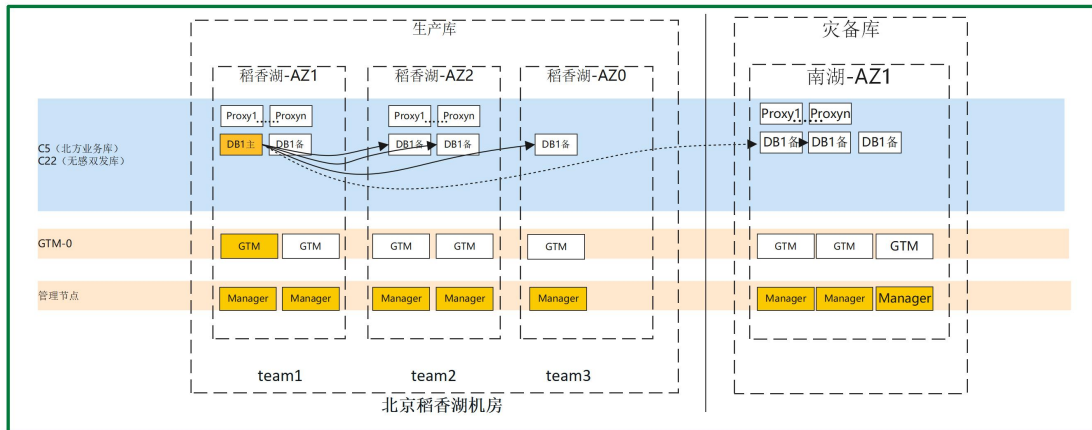 生产库
灾备库
稻香湖-AZ1
稻香湖-AZ2
稻香湖-AZ0
南湖-AZ1
Proxy1
......
Proxyn
Proxy1
......
Proxyn
Proxy1
......
Proxyn
C5（北方业务库）
C22（无感双发库）
DB1主
DB1备
DB1备
DB1备
DB1备
DB1备
DB1备
DB1备
GTM-0
GTM
GTM
GTM
GTM
GTM
GTM
GTM
GTM
管理节点
Manager
Manager
Manager
Manager
Manager
Manager
Manager
Manager
team1
team2
team3
北京稻香湖机房